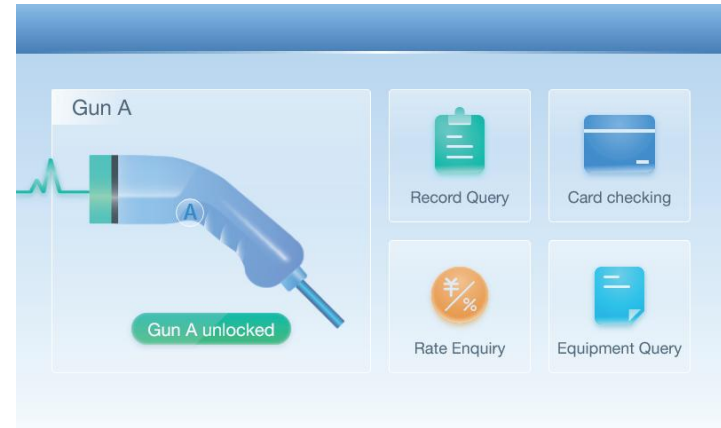 Gun A
A
Gun A unlocked
Record Query
Card checking
¥/%
Rate Enquiry
Equipment Query